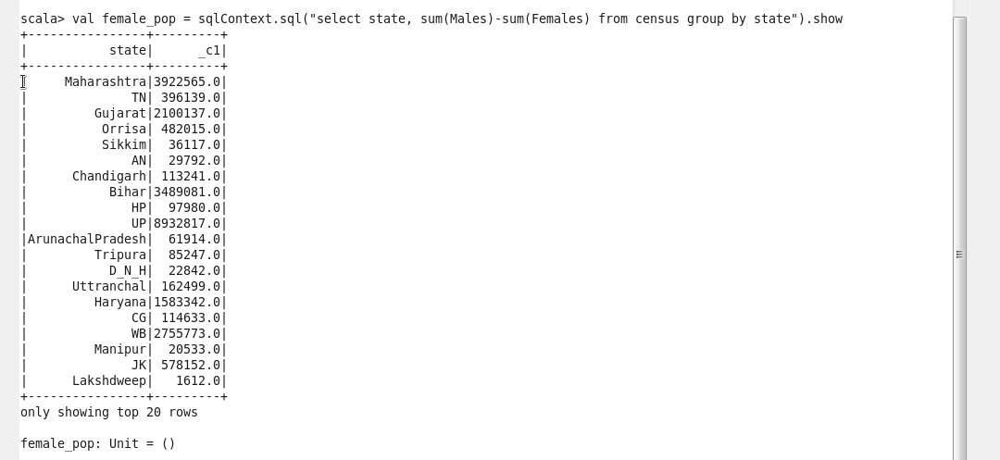 scala> val female_pop = sqlContext.sql("select state, sum(Males)-sum(Females) from census group by state").show
+----------------+---------+
|           state|      _c1|
+----------------+---------+
|     Maharashtra|3922565.0|
|              TN| 396139.0|
|         Gujarat|2100137.0|
|          Orrisa| 482015.0|
|          Sikkim|  36117.0|
|              AN|  29792.0|
|      Chandigarh| 113241.0|
|           Bihar|3489081.0|
|              HP|  97980.0|
|              UP|8932817.0|
|ArunachalPradesh|  61914.0|
|         Tripura|  85247.0|
|           D_N_H|  22842.0|
|      Uttranchal| 162499.0|
|         Haryana|1583342.0|
|              CG| 114633.0|
|              WB|2755773.0|
|         Manipur|  20533.0|
|              JK| 578152.0|
|      Lakshdweep|   1612.0|
+----------------+---------+
only showing top 20 rows
female_pop: Unit = ()